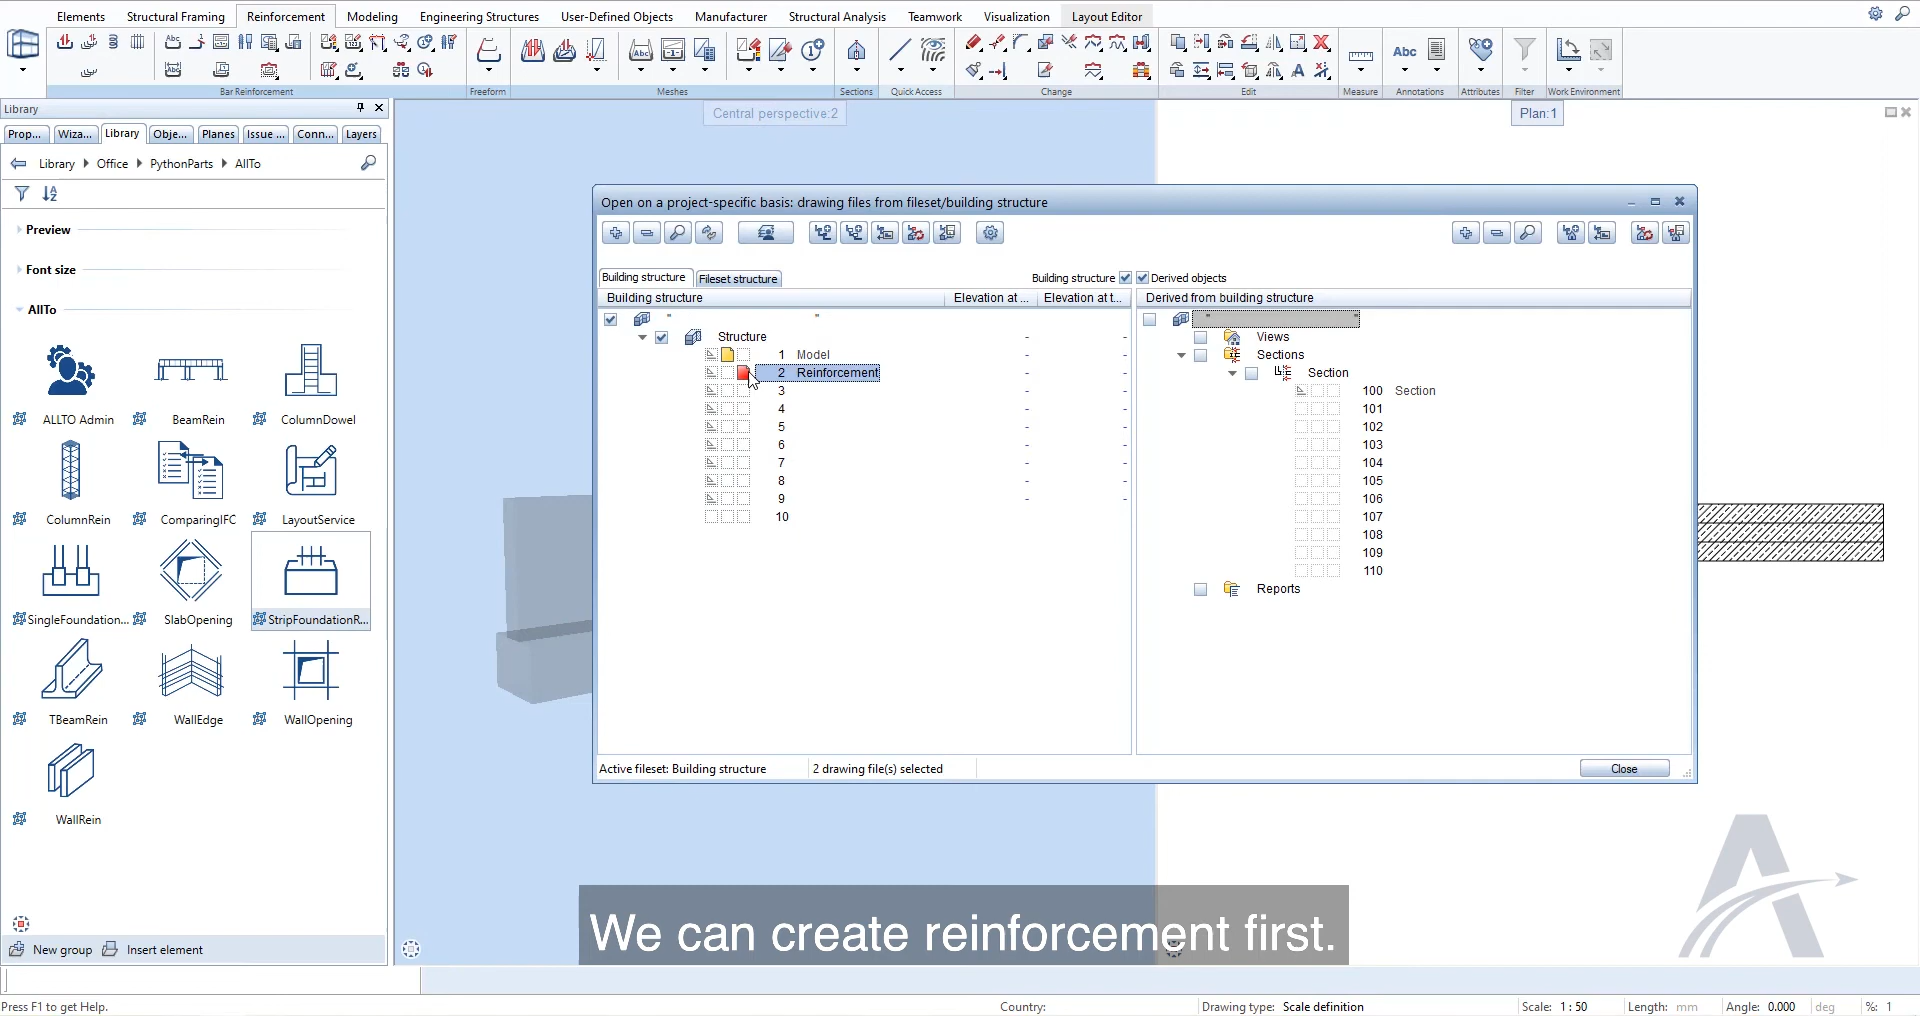 Elements Structural Framing Reinforcement Modeling Engineering Structures User-Defined Objects Manufacturer Structural Analysis Teamwork Visualization Layout Editor
Bar Reinforcement Freeform Meshes Sections Quick Access Change Edit Measure Annotations Attributes Filter Work Environment
Library
Central perspective:2
Plan:1
Prop... Wiza... Library Obje... Planes Issue ... Conn... Layers
Library Office PythonParts AllTo
Preview
Font size
AllTo
ALLTO Admin BeamRein ColumnDowel
ColumnRein ComparingIFC LayoutService
SingleFoundation... SlabOpening StripFoundationR...
TBeamRein WallEdge WallOpening
WallRein
New group Insert element
Open on a project-specific basis: drawing files from fileset/building structure
Building structure Fileset structure Building structure Derived objects
Building structure Elevation at ... Elevation at t... Derived from building structure
" " " "
Structure - -
1 Model - -
2 Reinforcement - -
3 - -
4 - -
5 - -
6 - -
7 - -
8 - -
9 - -
10
Views
Sections
Section
100 Section
101
102
103
104
105
106
107
108
109
110
Reports
Active fileset: Building structure 2 drawing file(s) selected Close
We can create reinforcement first.
Press F1 to get Help. Country: Drawing type: Scale definition Scale: 1 : 50 Length: mm Angle: 0.000 deg %: 1